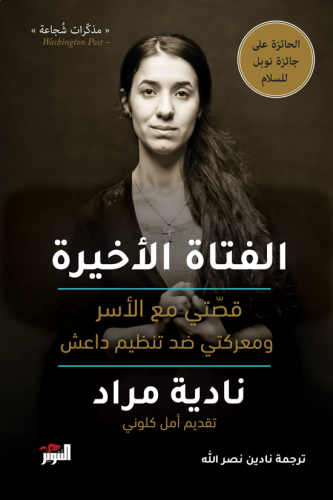 « مذكّرات شُجاعة »
Washington Post –
الحائزة على
جائزة نوبل
للسلام
الفتاة الأخيرة
قصّتي مع الأسر
ومعركتي ضد تنظيم داعش
نادية مراد
تقديم أمل كلوني
ترجمة نادين نصر الله
التنوير